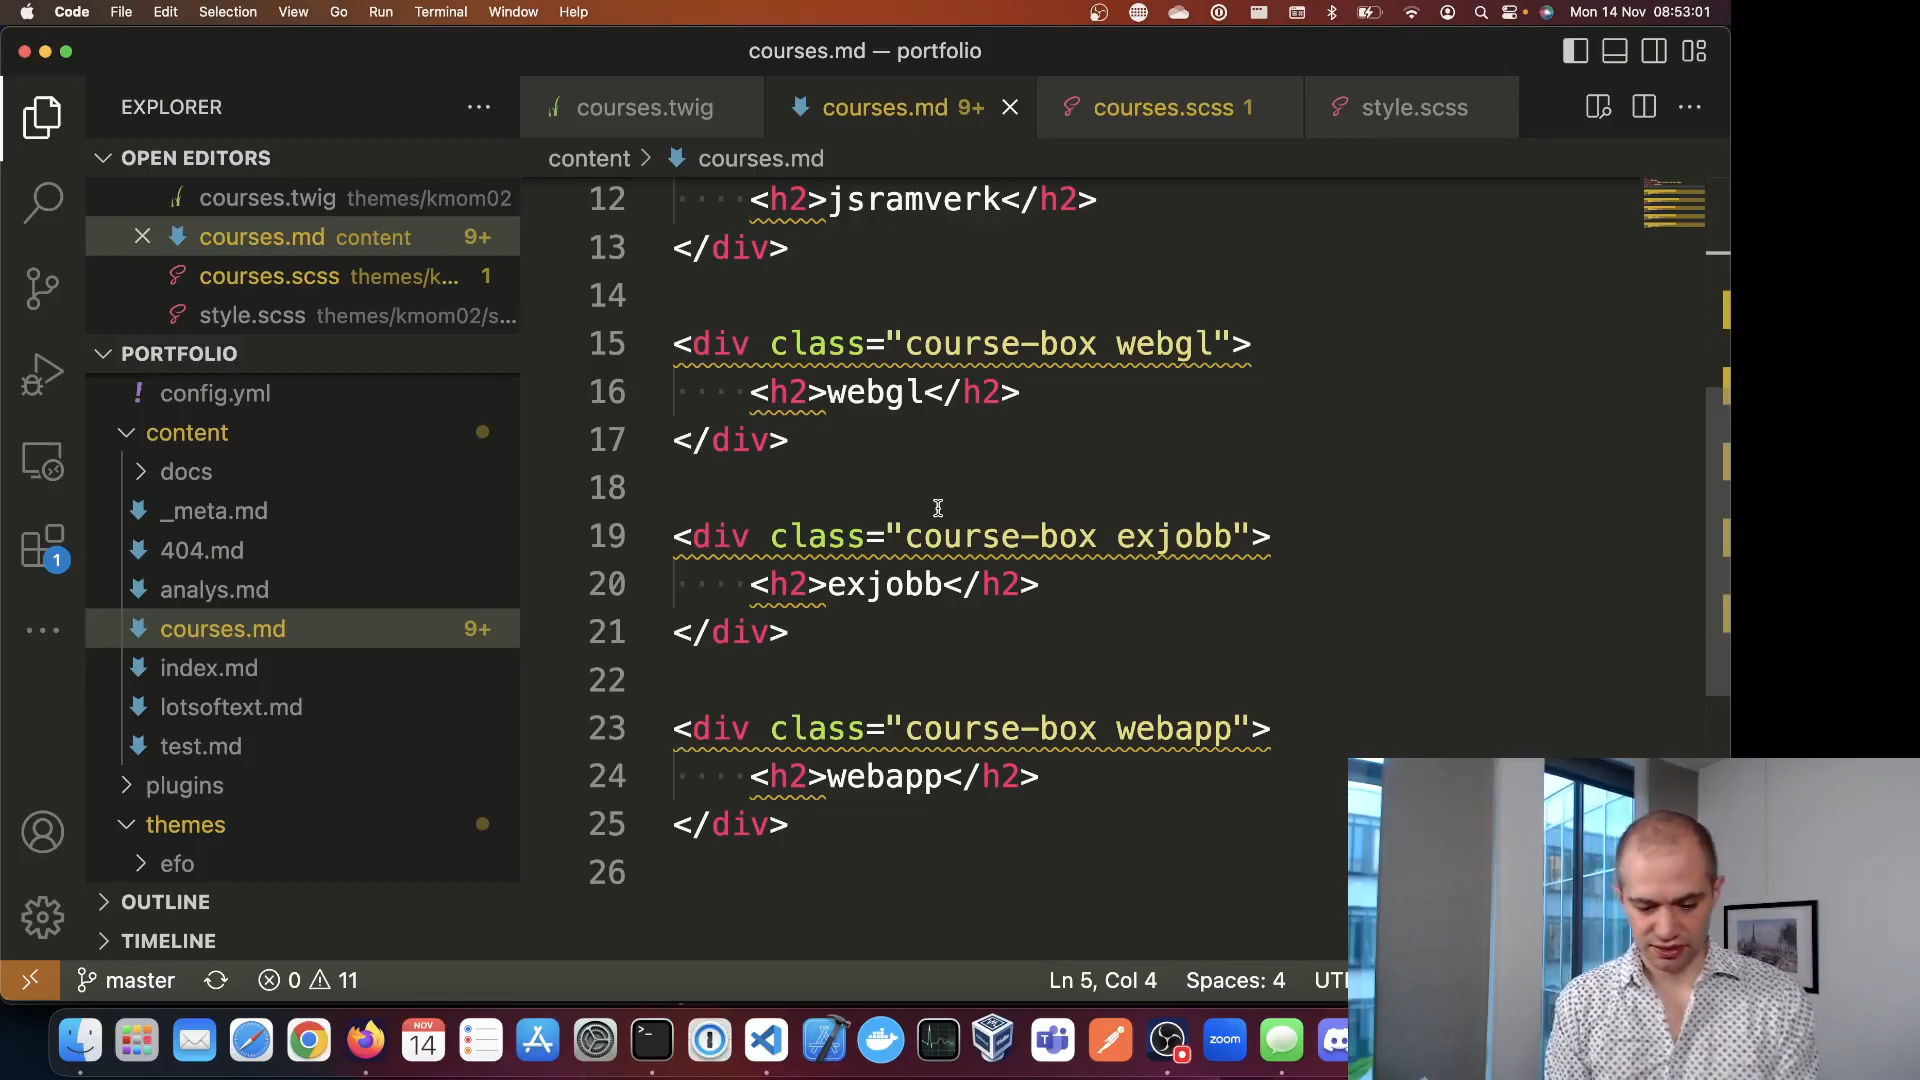 Code File Edit Selection View Go Run Terminal Window Help Mon 14 Nov 08:53:01
courses.md — portfolio
EXPLORER
courses.twig
courses.md 9+
courses.scss 1
style.scss
OPEN EDITORS
content > courses.md
courses.twig themes/kmom02
courses.md content 9+
courses.scss themes/k... 1
style.scss themes/kmom02/s...
PORTFOLIO
config.yml
content
docs
_meta.md
404.md
analys.md
courses.md 9+
index.md
lotsoftext.md
test.md
plugins
themes
efo
OUTLINE
TIMELINE
12 ····<h2>jsramverk</h2>
13 </div>
14
15 <div class="course-box webgl">
16 ····<h2>webgl</h2>
17 </div>
18
19 <div class="course-box exjobb">
20 ····<h2>exjobb</h2>
21 </div>
22
23 <div class="course-box webapp">
24 ····<h2>webapp</h2>
25 </div>
26
1
master 0 11 Ln 5, Col 4 Spaces: 4 UTF
NOV
14
zoom